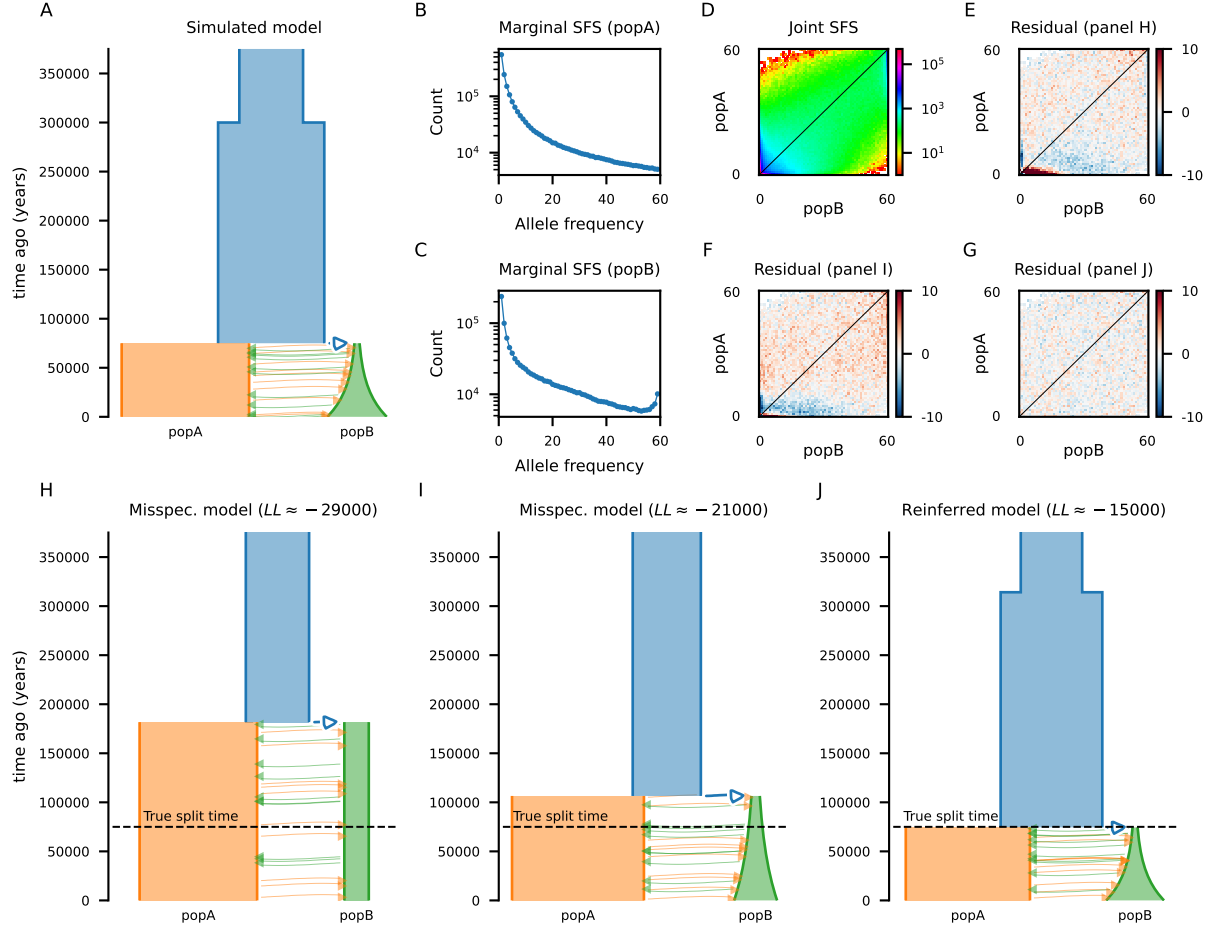 A
Simulated model
time ago (years)
350000
300000
250000
200000
150000
100000
50000
0
popA
popB
B
Marginal SFS (popA)
Count
10^5
10^4
0
20
40
60
Allele frequency
C
Marginal SFS (popB)
Count
10^5
10^4
0
20
40
60
Allele frequency
D
Joint SFS
popA
60
0
0
60
popB
10^5
10^3
10^1
E
Residual (panel H)
popA
60
0
0
60
popB
10
0
-10
F
Residual (panel I)
popA
60
0
0
60
popB
10
0
-10
G
Residual (panel J)
popA
60
0
0
60
popB
10
0
-10
H
Misspec. model (LL ≈ −29000)
time ago (years)
350000
300000
250000
200000
150000
100000
50000
0
True split time
popA
popB
I
Misspec. model (LL ≈ −21000)
350000
300000
250000
200000
150000
100000
50000
0
True split time
popA
popB
J
Reinferred model (LL ≈ −15000)
350000
300000
250000
200000
150000
100000
50000
0
True split time
popA
popB